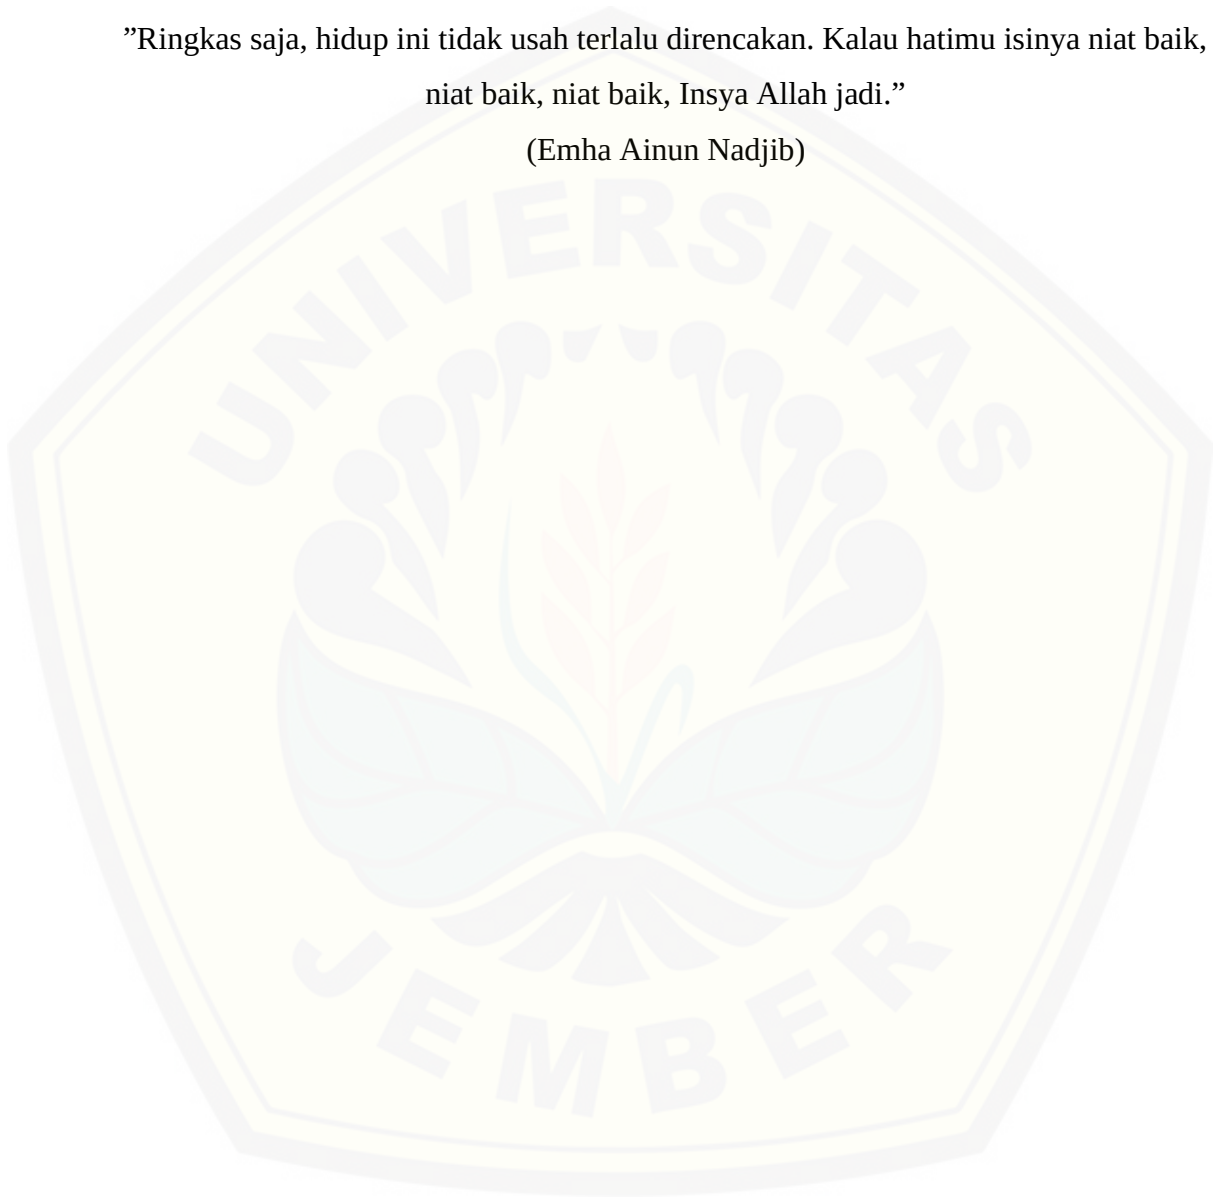 ”Ringkas saja, hidup ini tidak usah terlalu direncakan. Kalau hatimu isinya niat baik,
niat baik, niat baik, Insya Allah jadi.”
(Emha Ainun Nadjib)
UNIVERSITAS
JEMBER